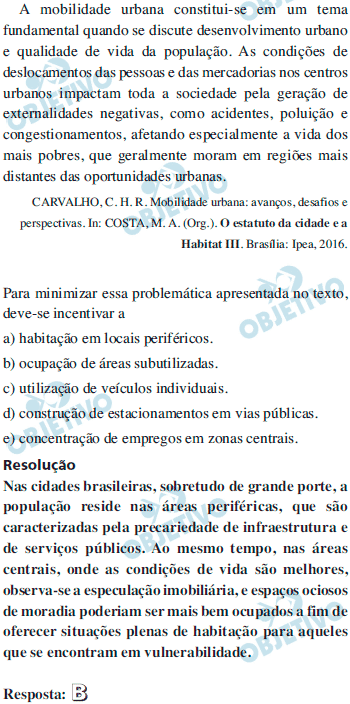 A mobilidade urbana constitui-se em um tema
fundamental quando se discute desenvolvimento urbano
e qualidade de vida da população. As condições de
deslocamentos das pessoas e das mercadorias nos centros
urbanos impactam toda a sociedade pela geração de
externalidades negativas, como acidentes, poluição e
congestionamentos, afetando especialmente a vida dos
mais pobres, que geralmente moram em regiões mais
distantes das oportunidades urbanas.
CARVALHO, C. H. R. Mobilidade urbana: avanços, desafios e
perspectivas. In: COSTA, M. A. (Org.). O estatuto da cidade e a
Habitat III. Brasília: Ipea, 2016.
Para minimizar essa problemática apresentada no texto,
deve-se incentivar a
a) habitação em locais periféricos.
b) ocupação de áreas subutilizadas.
c) utilização de veículos individuais.
d) construção de estacionamentos em vias públicas.
e) concentração de empregos em zonas centrais.
Resolução
Nas cidades brasileiras, sobretudo de grande porte, a
população reside nas áreas periféricas, que são
caracterizadas pela precariedade de infraestrutura e
de serviços públicos. Ao mesmo tempo, nas áreas
centrais, onde as condições de vida são melhores,
observa-se a especulação imobiliária, e espaços ociosos
de moradia poderiam ser mais bem ocupados a fim de
oferecer situações plenas de habitação para aqueles
que se encontram em vulnerabilidade.
Resposta: B
OBJETIVO
OBJETIVO
OBJETIVO
OBJETIVO
OBJETIVO
OBJETIVO
OBJETIVO
OBJETIVO